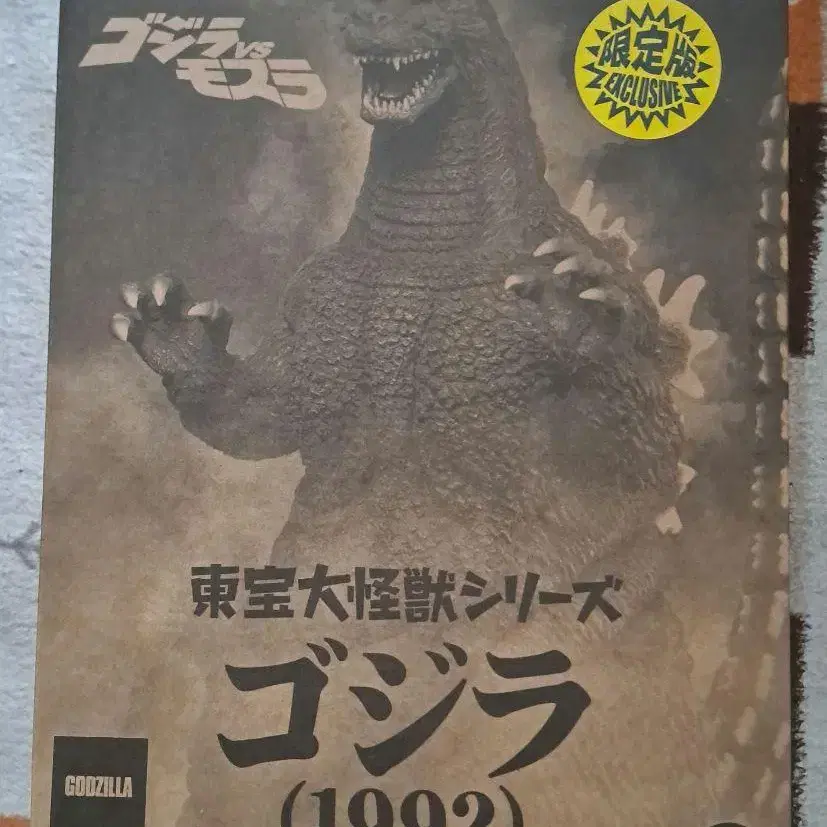 ゴジラVS
モスラ
限定版
EXCLUSIVE
東宝大怪獣シリーズ
ゴジラ
(1992)
GODZILLA